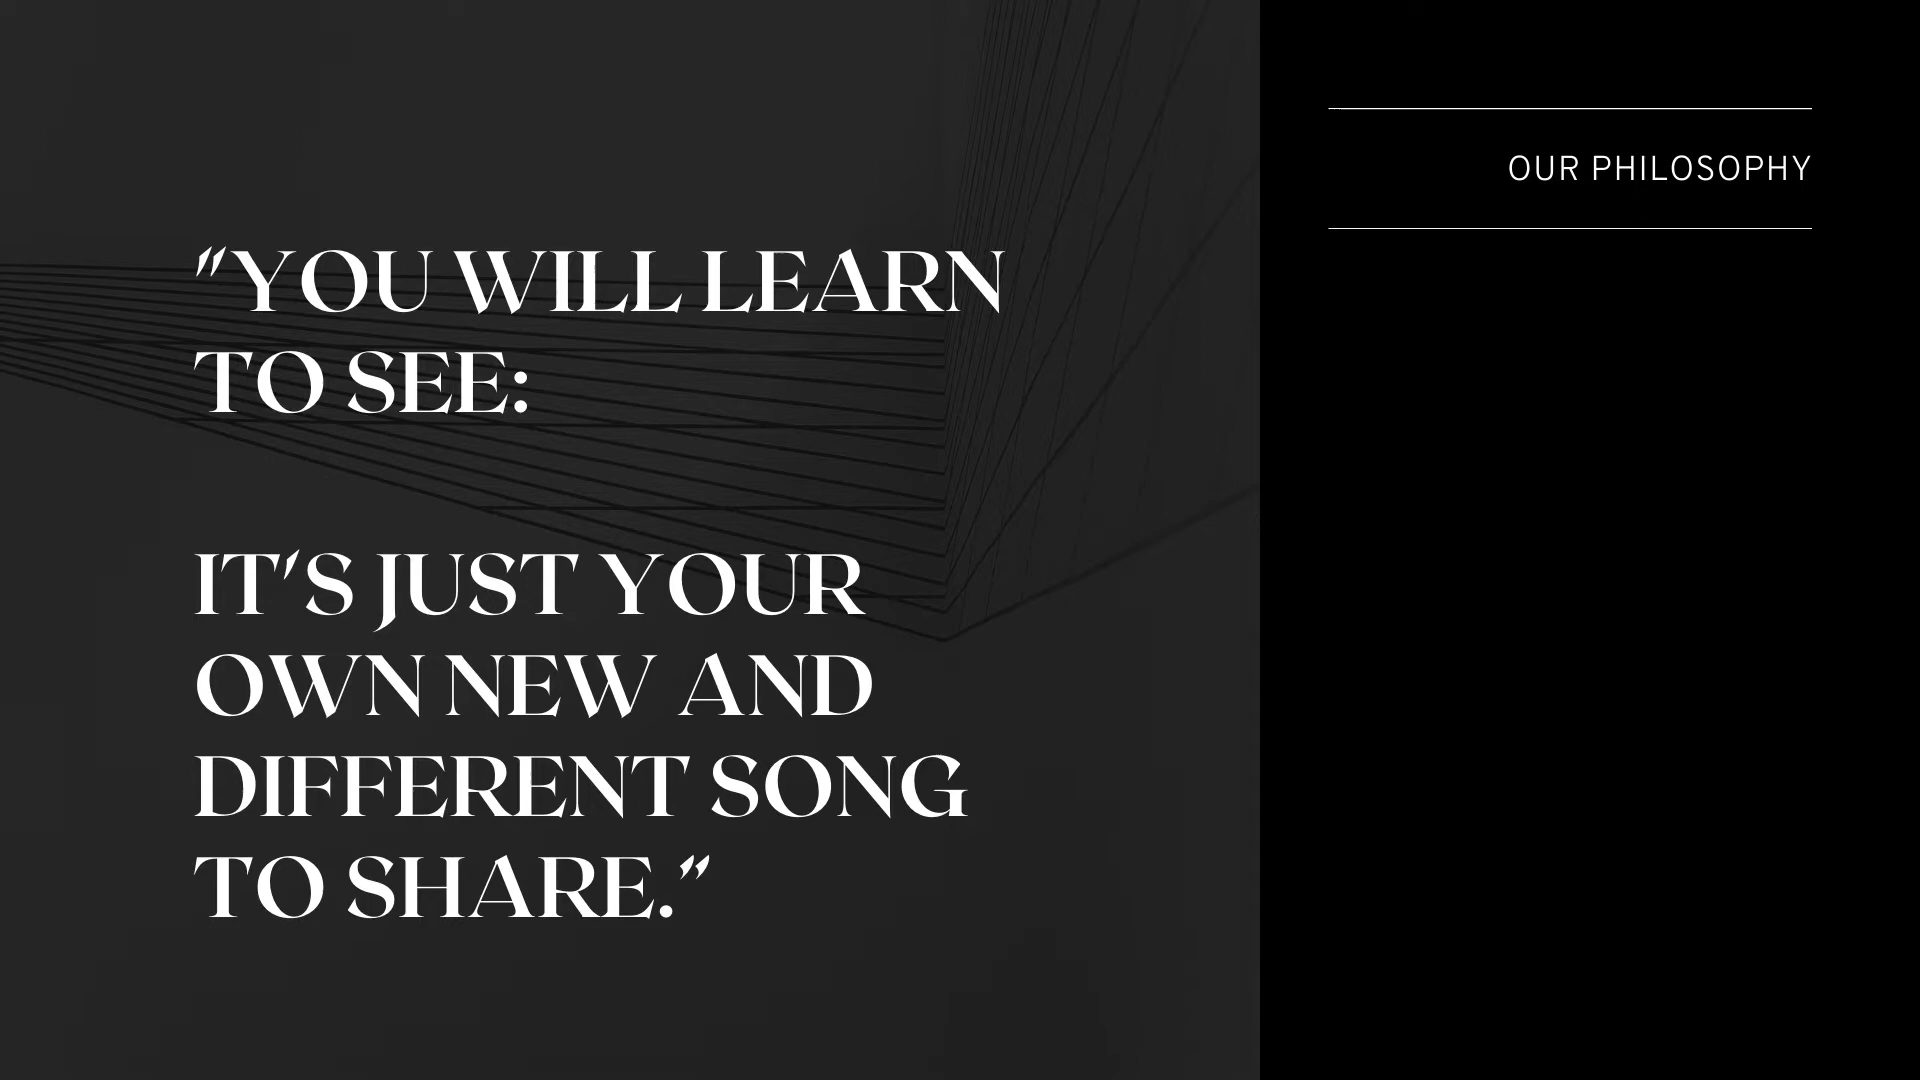 "YOU WILL LEARN
TO SEE:
IT'S JUST YOUR
OWN NEW AND
DIFFERENT SONG
TO SHARE."
OUR PHILOSOPHY